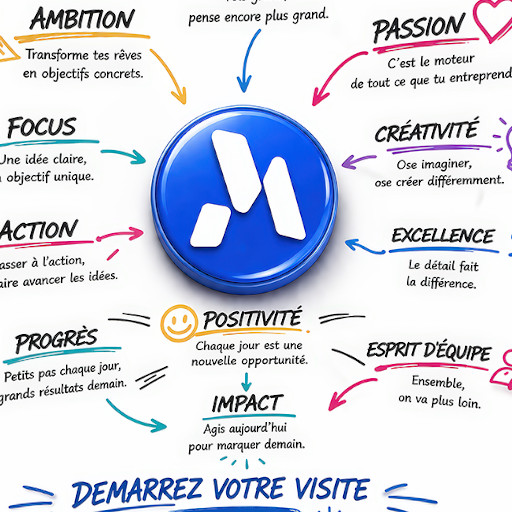 pense encore plus grand.
AMBITION
Transforme tes rêves
en objectifs concrets.
PASSION
C'est le moteur
de tout ce que tu entreprend
FOCUS
Une idée claire,
objectif unique.
CRÉATIVITÉ
Ose imaginer,
ose créer différemment.
ACTION
asser à l'action,
aire avancer les idées.
EXCELLENCE
Le détail fait
la différence.
POSITIVITÉ
Chaque jour est une
nouvelle opportunité.
PROGRÈS
Petits pas chaque jour,
grands résultats demain.
ESPRIT D'ÉQUIPE
Ensemble,
on va plus loin.
IMPACT
Agis aujourd'hui
pour marquer demain.
DEMARREZ VOTRE VISITE